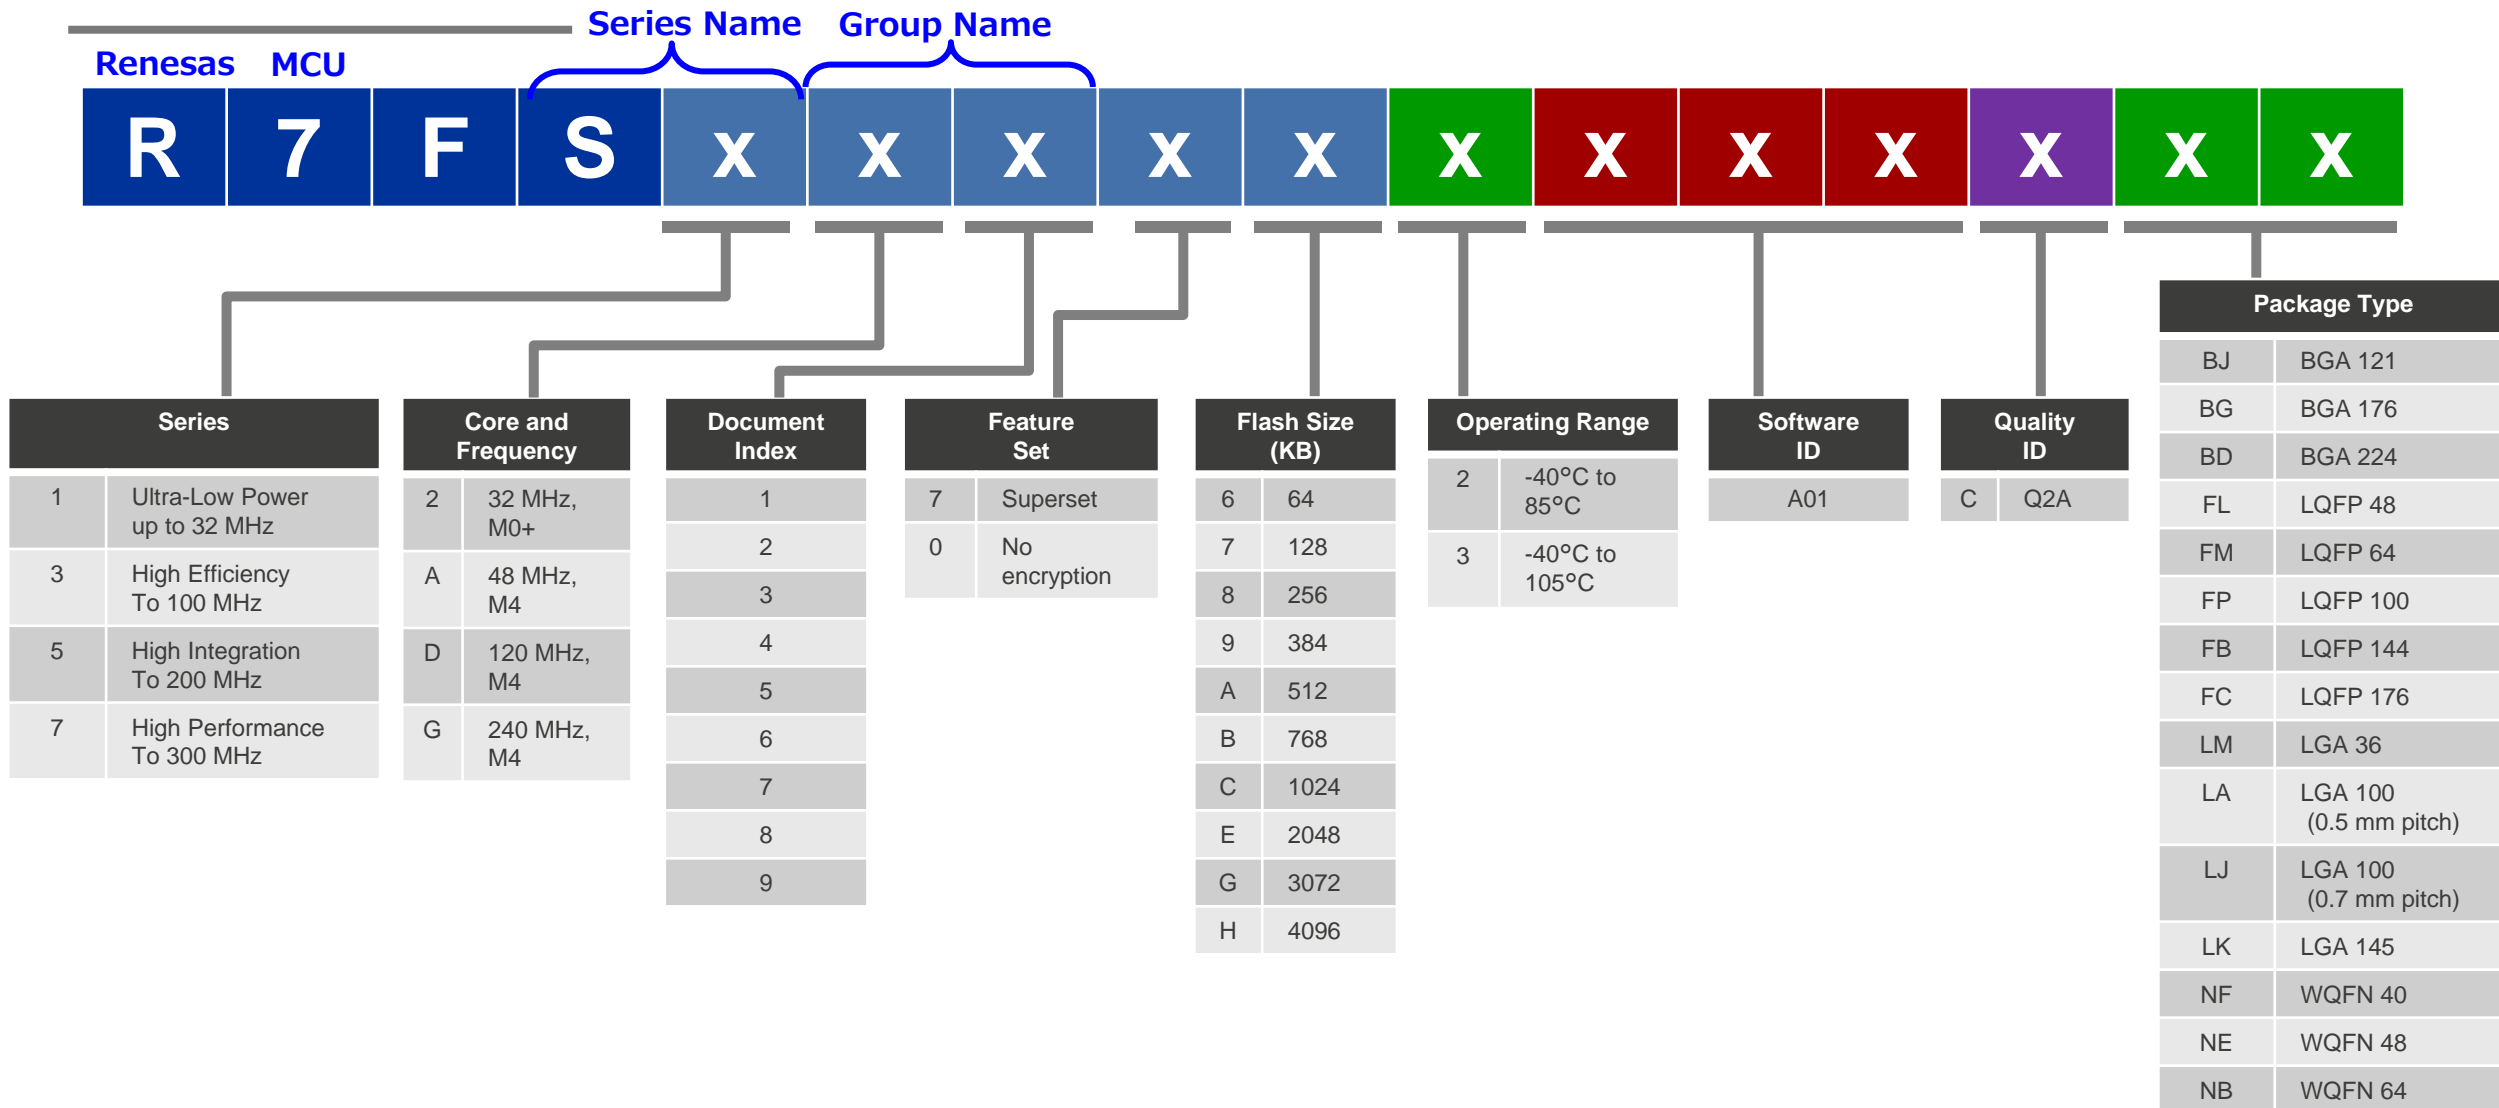 Series Name
Group Name
Renesas MCU
R 7 F S x x x x x x x x x x x x
Series
1 Ultra-Low Power
up to 32 MHz
3 High Efficiency
To 100 MHz
5 High Integration
To 200 MHz
7 High Performance
To 300 MHz
Core and
Frequency
2 32 MHz,
M0+
A 48 MHz,
M4
D 120 MHz,
M4
G 240 MHz,
M4
Document
Index
1
2
3
4
5
6
7
8
9
Feature
Set
7 Superset
0 No
encryption
Flash Size
(KB)
6 64
7 128
8 256
9 384
A 512
B 768
C 1024
E 2048
G 3072
H 4096
Operating Range
2 -40°C to
85°C
3 -40°C to
105°C
Software
ID
A01
Quality
ID
C Q2A
Package Type
BJ BGA 121
BG BGA 176
BD BGA 224
FL LQFP 48
FM LQFP 64
FP LQFP 100
FB LQFP 144
FC LQFP 176
LM LGA 36
LA LGA 100
(0.5 mm pitch)
LJ LGA 100
(0.7 mm pitch)
LK LGA 145
NF WQFN 40
NE WQFN 48
NB WQFN 64